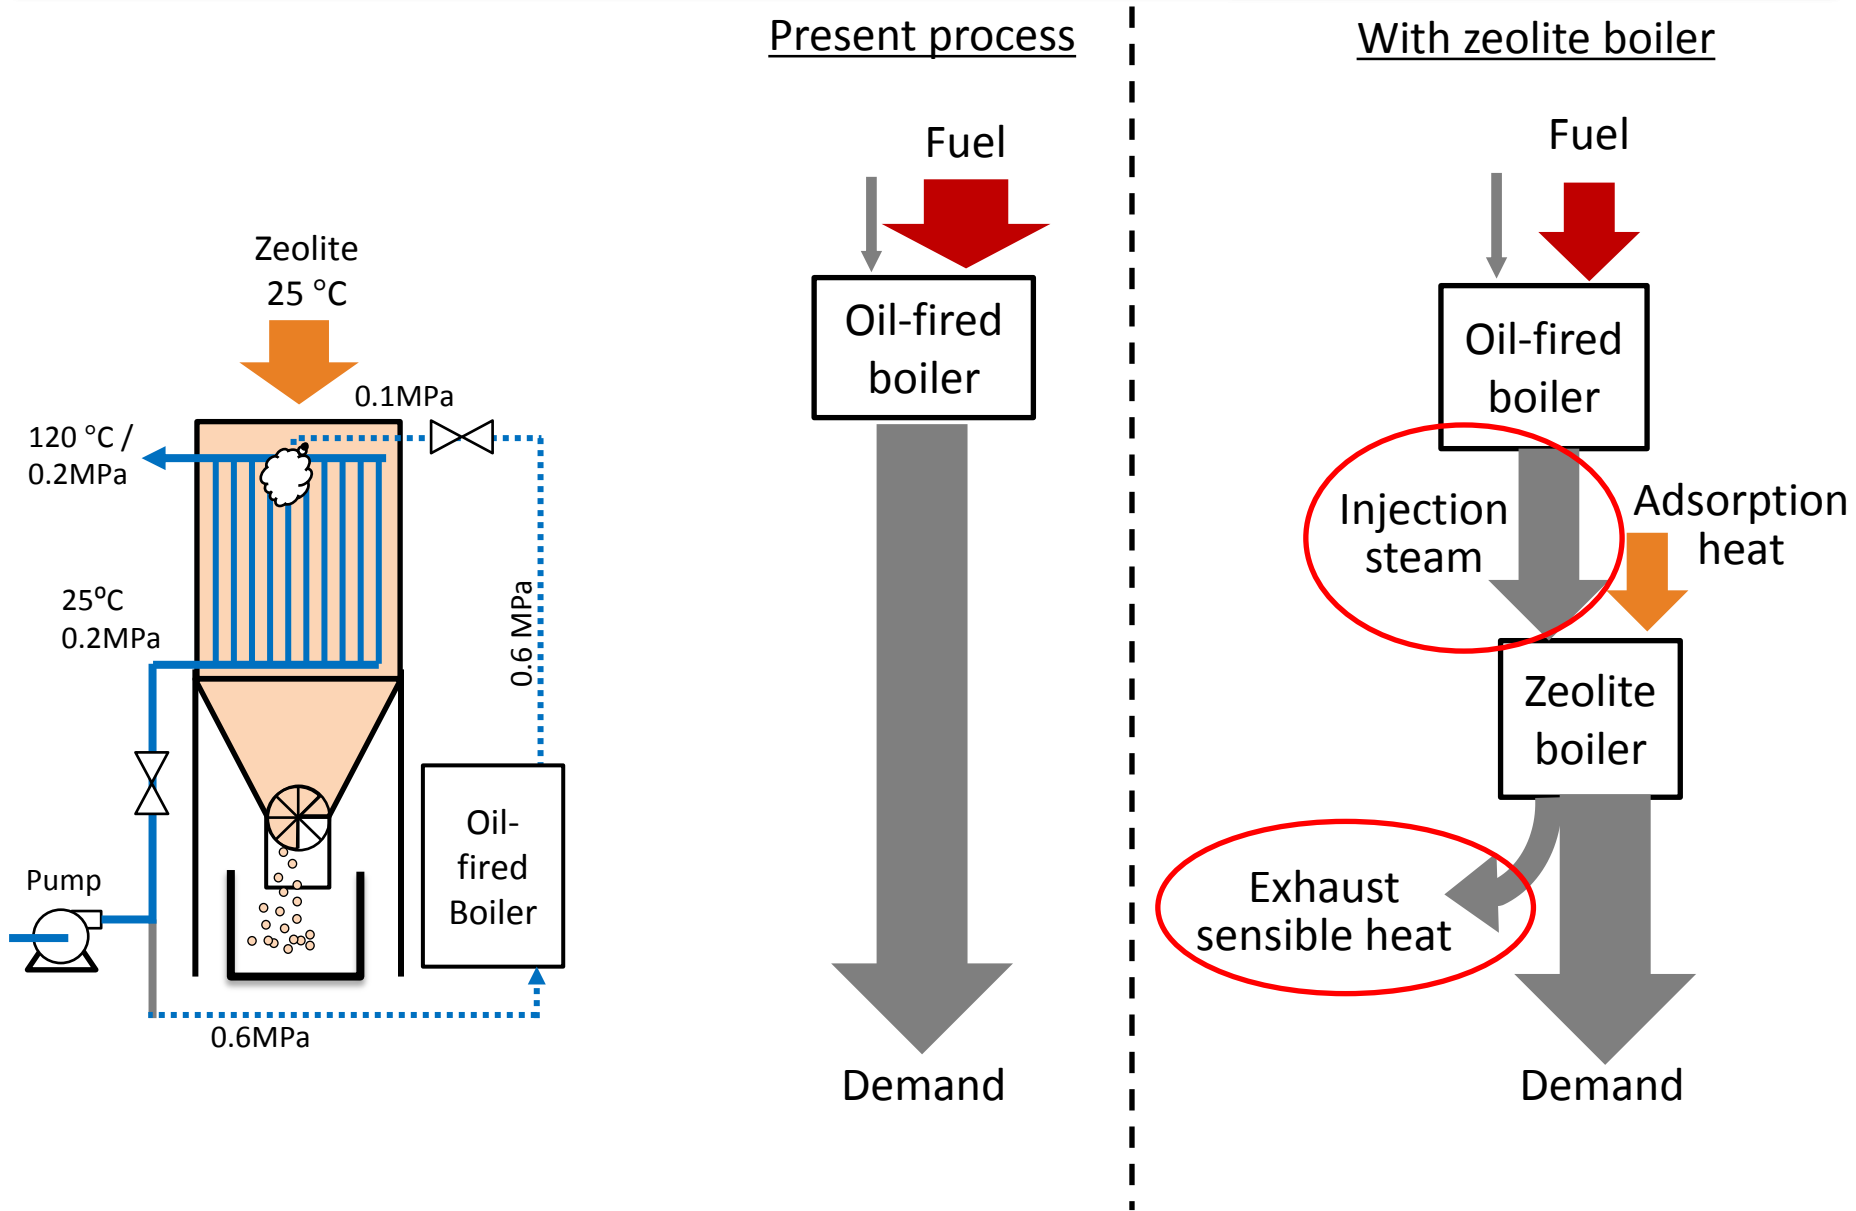 Present process
With zeolite boiler
Fuel
Fuel
Zeolite
25 °C
0.1MPa
120 °C /
0.2MPa
Oil-fired
boiler
Oil-fired
boiler
Injection
steam
Adsorption
heat
25°C
0.2MPa
0.6 MPa
Zeolite
boiler
Oil-
fired
Boiler
Pump
Exhaust
sensible heat
0.6MPa
Demand
Demand